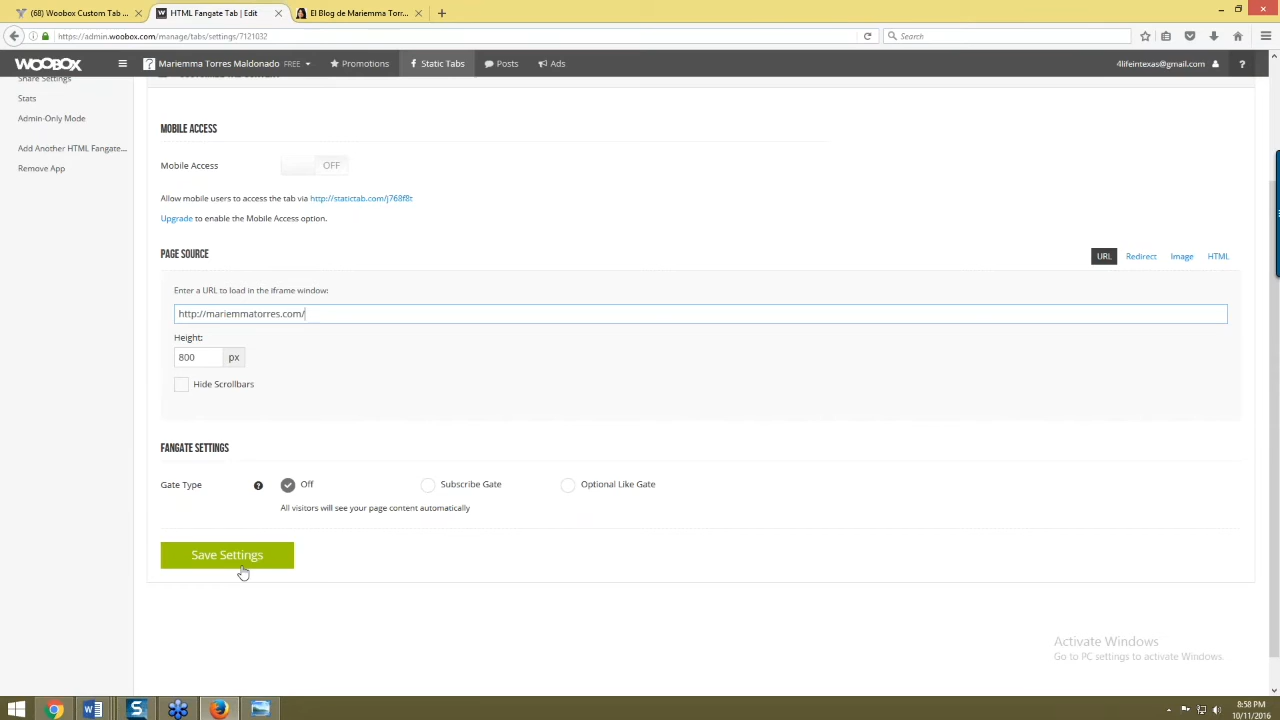 (68) Woobox Custom Tab
HTML Fangate Tab | Edit
El Blog de Mariemma Torr...
https://admin.woobox.com/manage/tabs/settings/7121032
Search
WOOBOX
Mariemma Torres Maldonado FREE
Promotions
Static Tabs
Posts
Ads
4lifeintexas@gmail.com
?
Share Settings
Stats
Admin-Only Mode
Add Another HTML Fangate...
Remove App
MOBILE ACCESS
Mobile Access
OFF
Allow mobile users to access the tab via http://statictab.com/j768f8t
Upgrade to enable the Mobile Access option.
PAGE SOURCE
URL
Redirect
Image
HTML
Enter a URL to load in the iframe window:
http://mariemmatorres.com/
Height:
800 px
Hide Scrollbars
FANGATE SETTINGS
Gate Type
?
Off
Subscribe Gate
Optional Like Gate
All visitors will see your page content automatically
Save Settings
Activate Windows
Go to PC settings to activate Windows.
8:58 PM
10/11/2016